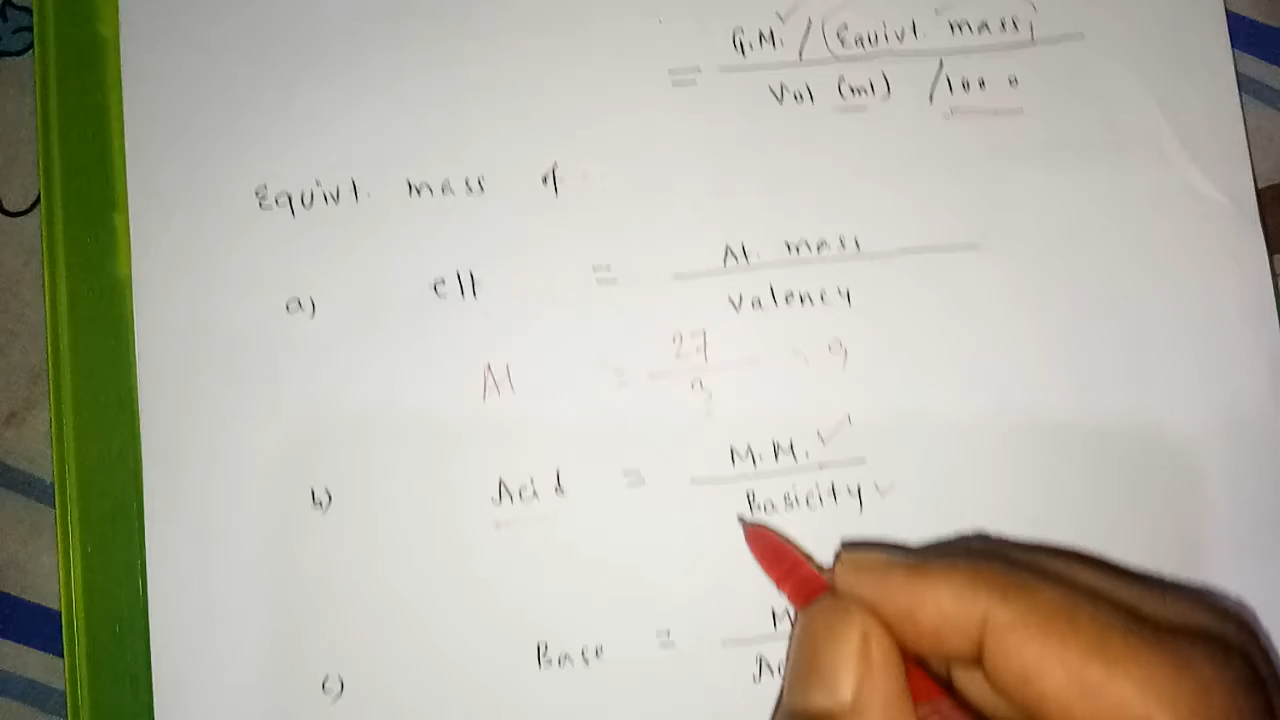 = G.M. / (Equivt. mass)
Vol (ml) / 1000
Equivt. mass of
a) ell = At. mass
Valency
Al = 27
3 = 9
b) Acid = M.M.
Basicity
c) Base =